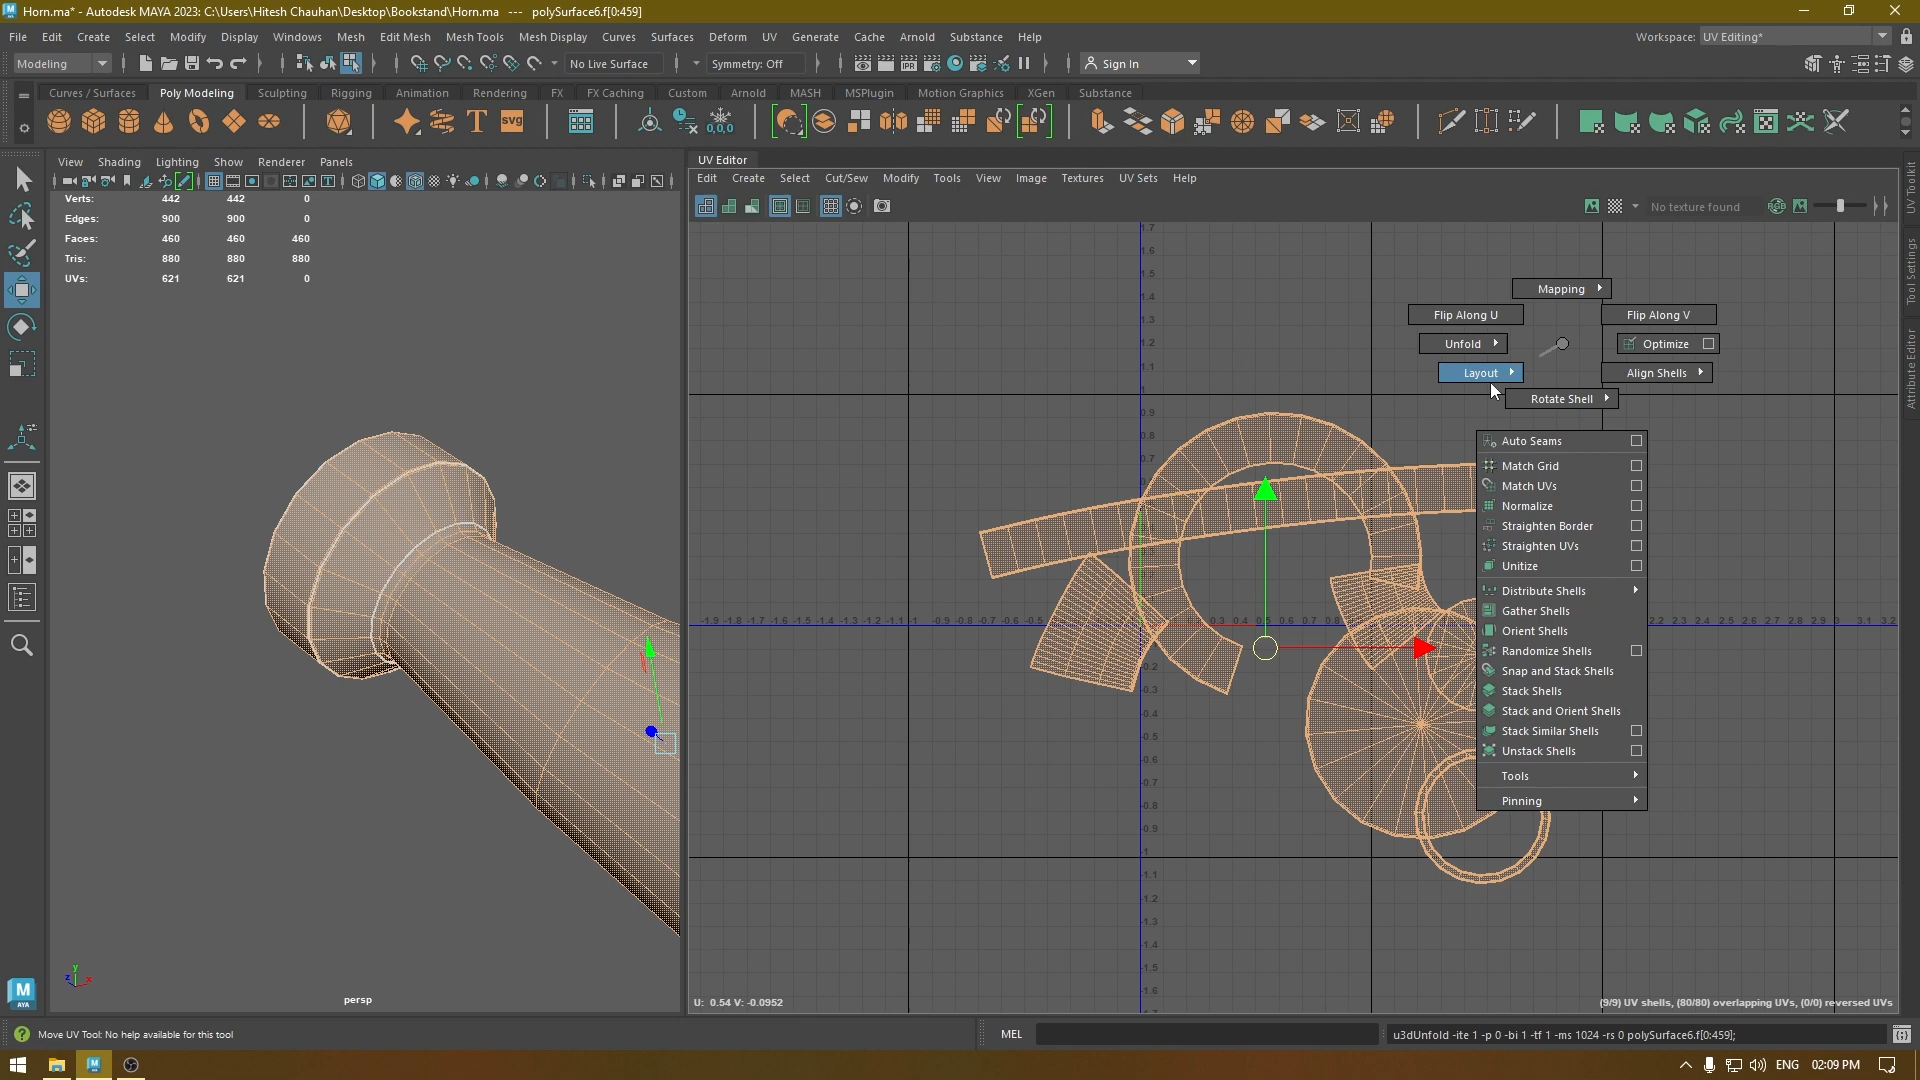 Horn.ma* - Autodesk MAYA 2023: C:\Users\Hitesh Chauhan\Desktop\Bookstand\Horn.ma --- polySurface6.f[0:459]
File Edit Create Select Modify Display Windows Mesh Edit Mesh Mesh Tools Mesh Display Curves Surfaces Deform UV Generate Cache Arnold Substance Help
Workspace: UV Editing*
Modeling No Live Surface Symmetry: Off Sign In
Curves / Surfaces Poly Modeling Sculpting Rigging Animation Rendering FX FX Caching Custom Arnold MASH MSPlugin Motion Graphics XGen Substance
View Shading Lighting Show Renderer Panels
UV Editor
Edit Create Select Cut/Sew Modify Tools View Image Textures UV Sets Help
No texture found
Verts: 442 442 0
Edges: 900 900 0
Faces: 460 460 460
Tris: 880 880 880
UVs: 621 621 0
Mapping
Flip Along U
Flip Along V
Unfold
Optimize
Layout
Align Shells
Rotate Shell
Auto Seams
Match Grid
Match UVs
Normalize
Straighten Border
Straighten UVs
Unitize
Distribute Shells
Gather Shells
Orient Shells
Randomize Shells
Snap and Stack Shells
Stack Shells
Stack and Orient Shells
Stack Similar Shells
Unstack Shells
Tools
Pinning
UV Toolkit
Tool Settings
Attribute Editor
persp
U: 0.54 V: -0.0952
(9/9) UV shells, (80/80) overlapping UVs, (0/0) reversed UVs
Move UV Tool: No help available for this tool
MEL
u3dUnfold -ite 1 -p 0 -bi 1 -tf 1 -ms 1024 -rs 0 polySurface6.f[0:459];
ENG 02:09 PM